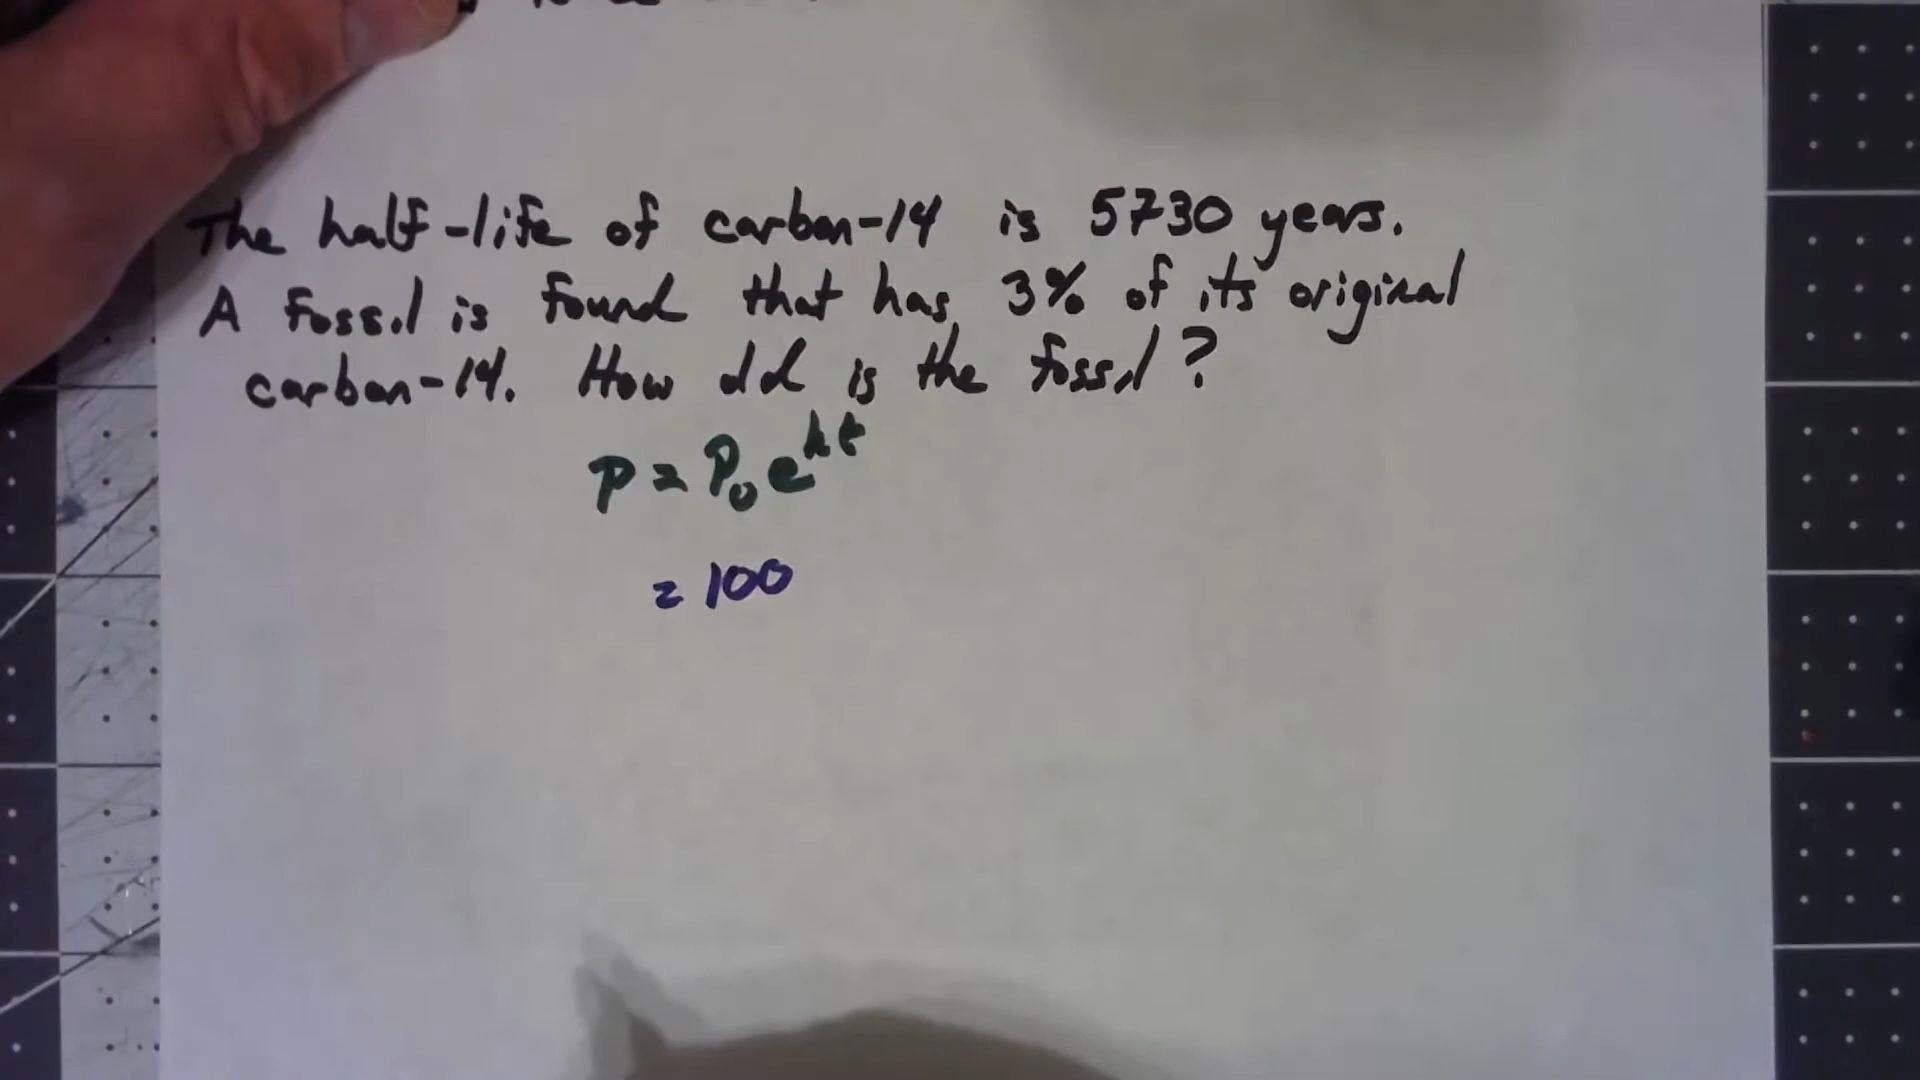 The half-life of carbon-14 is 5730 years.
A fossil is found that has 3% of its original
carbon-14. How old is the fossil?
P = P₀e^kt
= 100